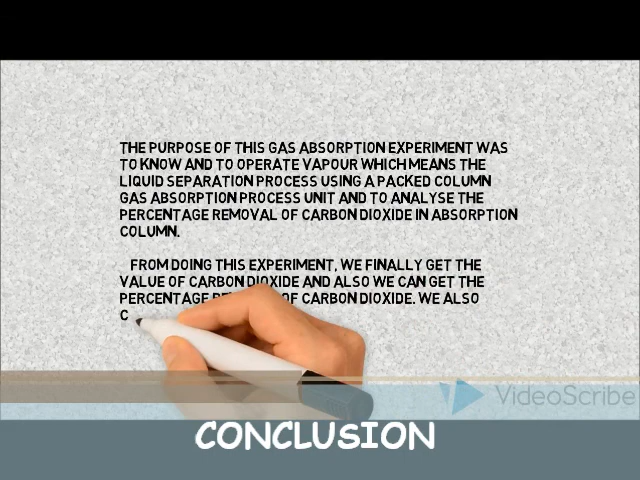 THE PURPOSE OF THIS GAS ABSORPTION EXPERIMENT WAS
TO KNOW AND TO OPERATE VAPOUR WHICH MEANS THE
LIQUID SEPARATION PROCESS USING A PACKED COLUMN
GAS ABSORPTION PROCESS UNIT AND TO ANALYSE THE
PERCENTAGE REMOVAL OF CARBON DIOXIDE IN ABSORPTION
COLUMN.
FROM DOING THIS EXPERIMENT, WE FINALLY GET THE
VALUE OF CARBON DIOXIDE AND ALSO WE CAN GET THE
PERCENTAGE OF CARBON DIOXIDE. WE ALSO
C
VideoScribe
CONCLUSION